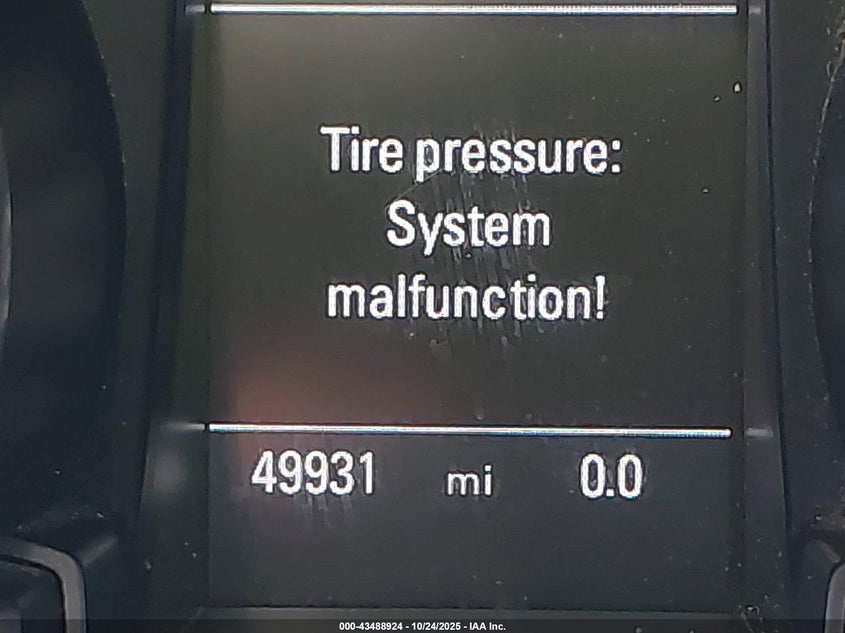 Tire pressure:
System
malfunction!
49931 mi 0.0
000-43488924 - 10/24/2025 - IAA Inc.